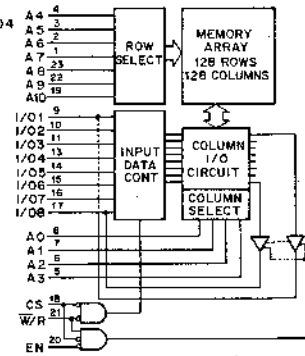 04
A4 4
A5 3
A6 2
A7 1
A8 23
A9 22
A10 19
ROW
SELECT
MEMORY
ARRAY
128 ROWS
128 COLUMNS
I/O1 9
I/O2 10
I/O3 11
I/O4 13
I/O5 14
I/O6 15
I/O7 16
I/O8 17
INPUT
DATA
CONT
COLUMN
I/O
CIRCUIT
COLUMN
SELECT
A0 8
A1 7
A2 6
A3 5
CS 18
W/R 21
EN 20